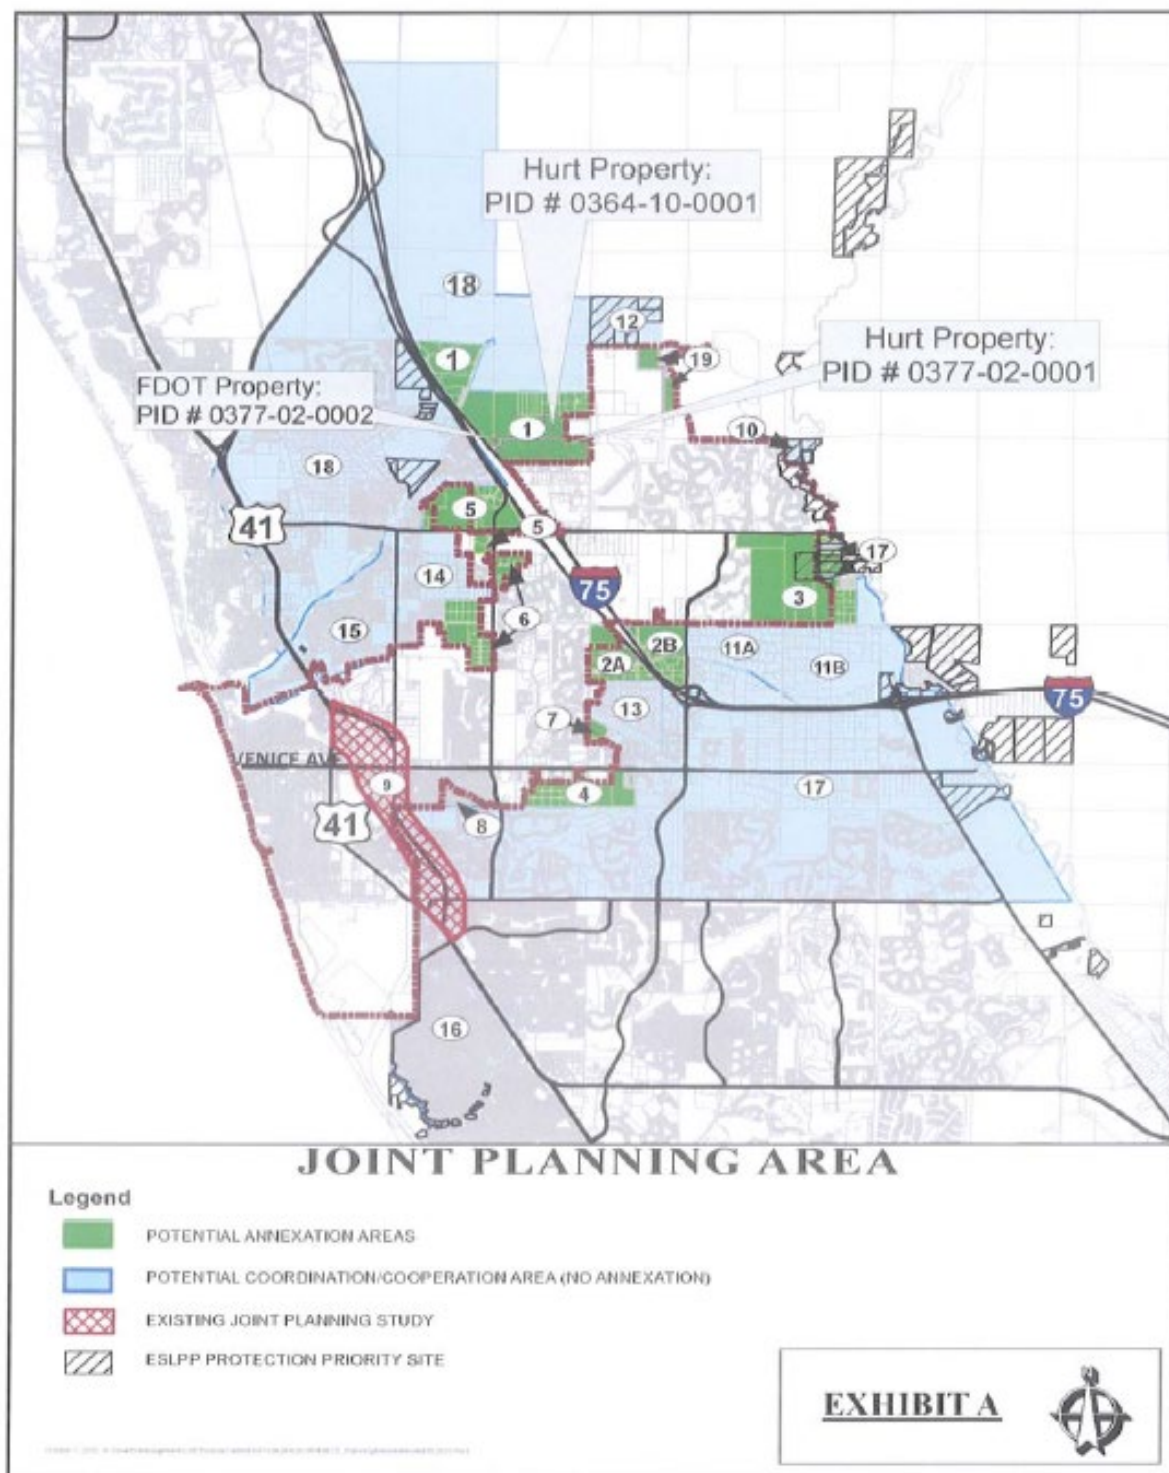 Hurt Property:
PID # 0364-10-0001
18
12
Hurt Property:
PID # 0377-02-0001
1
19
FDOT Property:
PID # 0377-02-0002
1
10
18
5
41
5
17
75
14
3
6
15
2B
11A
2A
11B
75
13
7
VENICE AVE
9
17
4
41
8
16
JOINT PLANNING AREA
Legend
POTENTIAL ANNEXATION AREAS
POTENTIAL COORDINATION/COOPERATION AREA (NO ANNEXATION)
EXISTING JOINT PLANNING STUDY
ESLPP PROTECTION PRIORITY SITE
EXHIBIT A